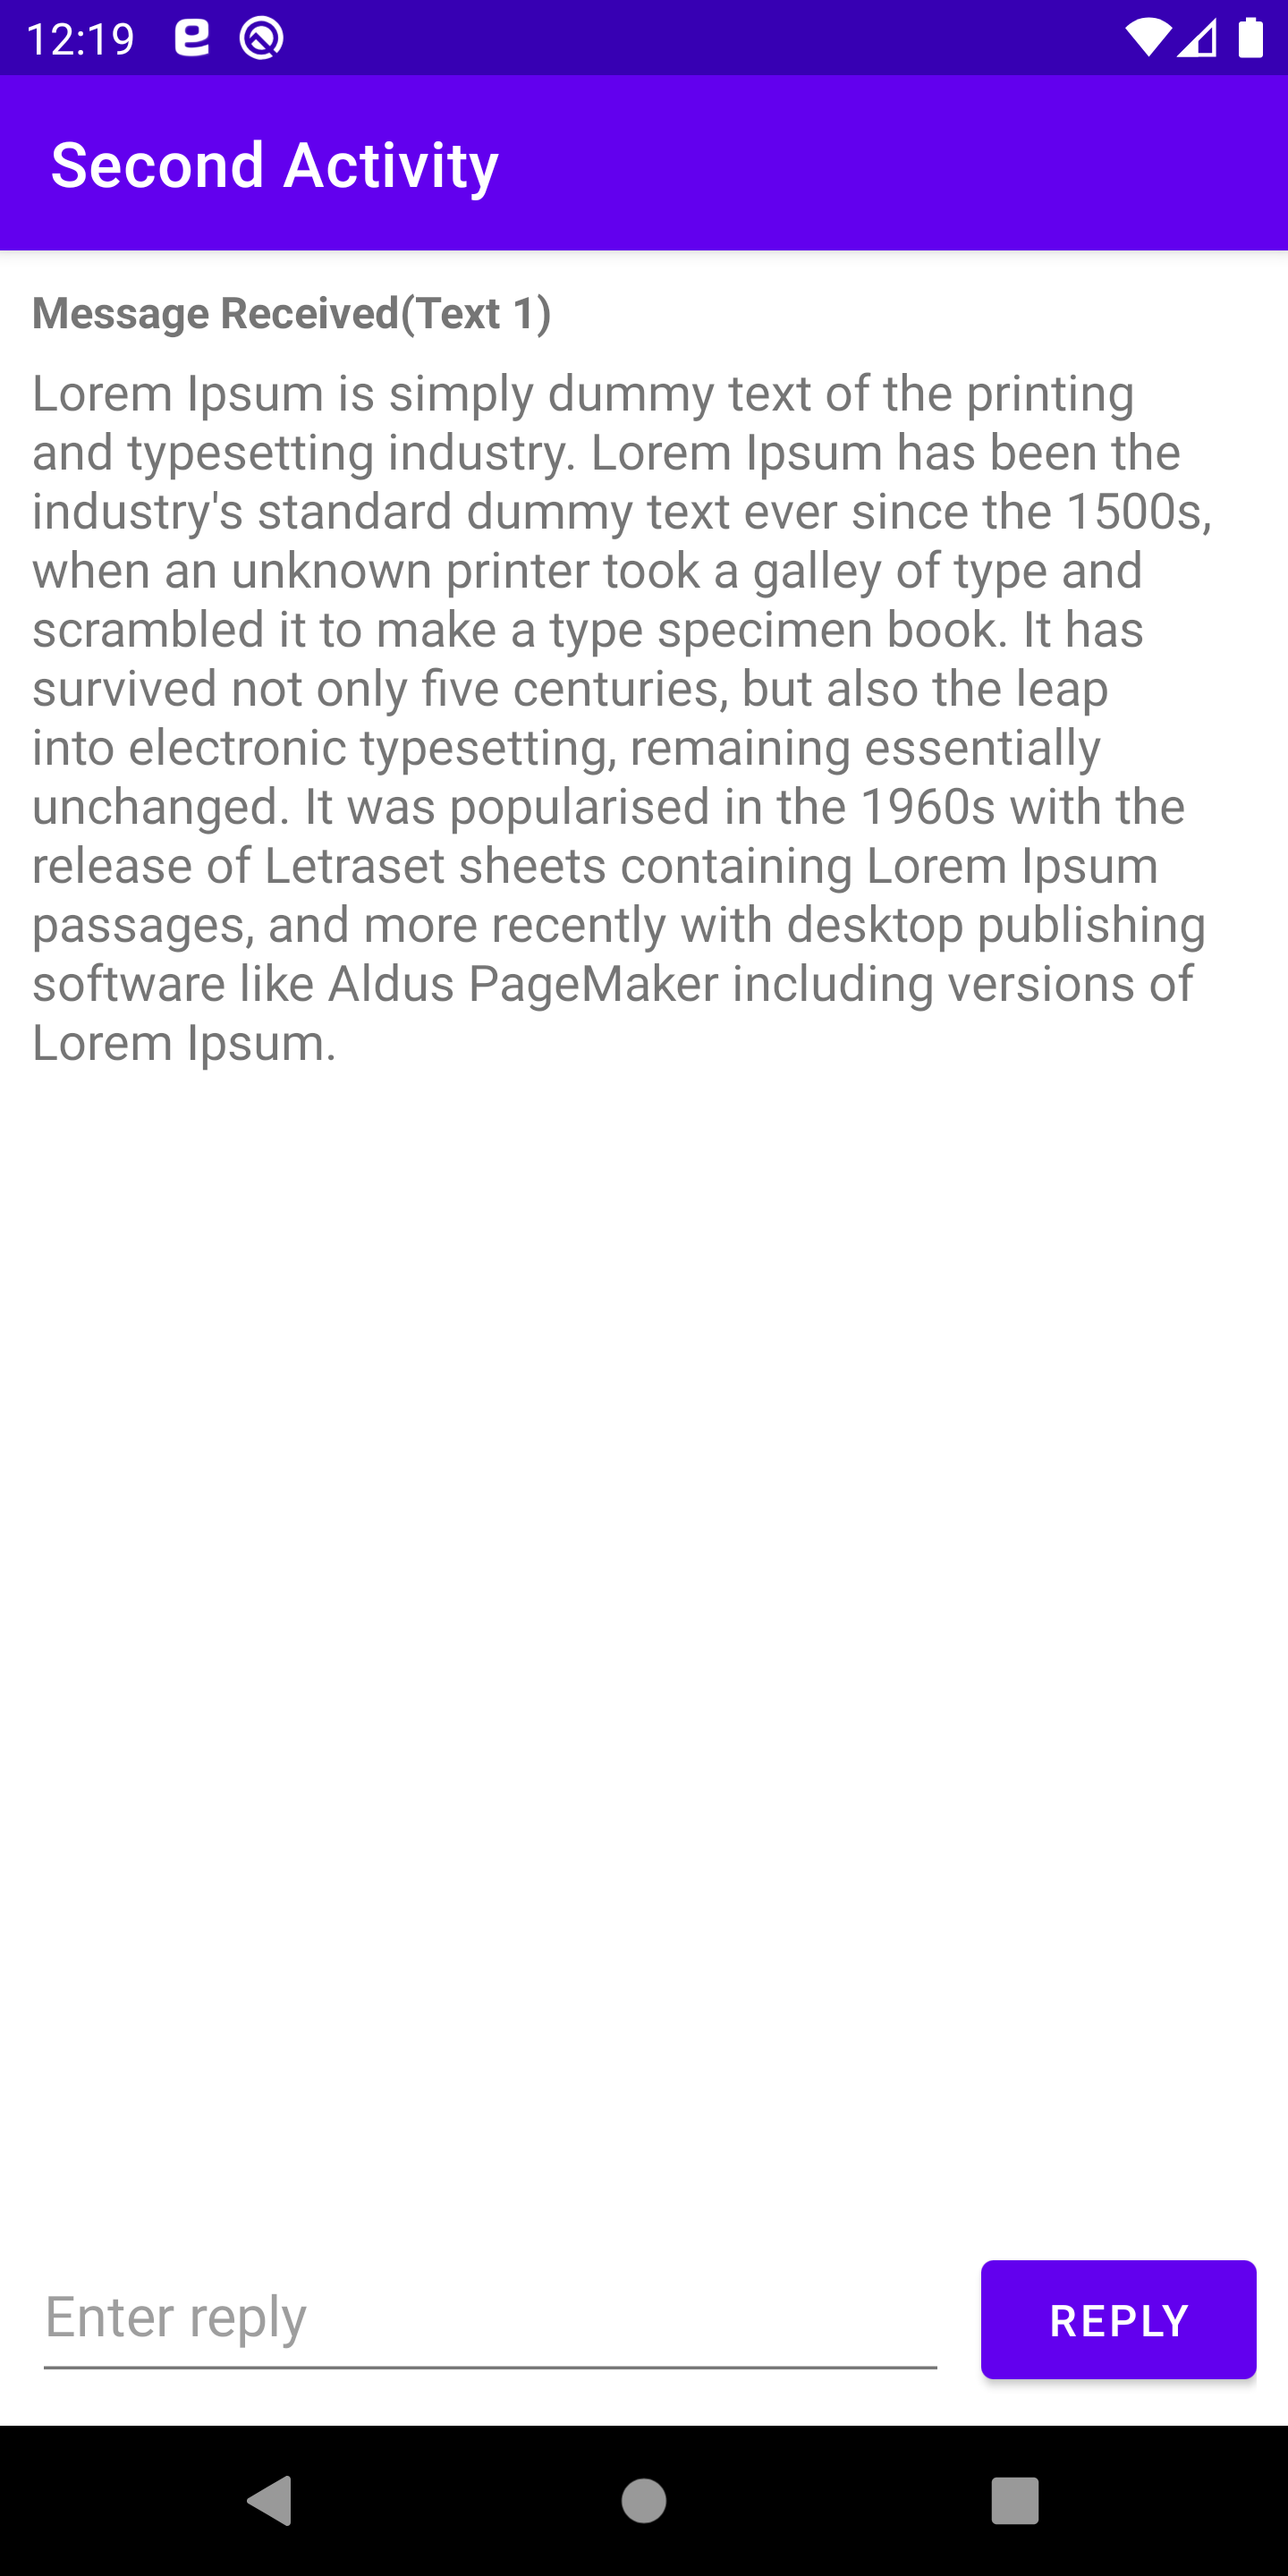 12:19
Second Activity
Message Received(Text 1)
Lorem Ipsum is simply dummy text of the printing
and typesetting industry. Lorem Ipsum has been the
industry's standard dummy text ever since the 1500s,
when an unknown printer took a galley of type and
scrambled it to make a type specimen book. It has
survived not only five centuries, but also the leap
into electronic typesetting, remaining essentially
unchanged. It was popularised in the 1960s with the
release of Letraset sheets containing Lorem Ipsum
passages, and more recently with desktop publishing
software like Aldus PageMaker including versions of
Lorem Ipsum.
Enter reply
REPLY